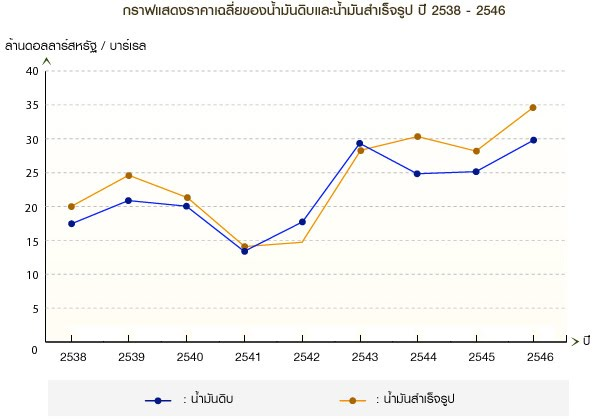 กราฟแสดงราคาเฉลี่ยของน้ำมันดิบและน้ำมันสำเร็จรูป ปี 2538 - 2546
ล้านดอลลาร์สหรัฐ / บาร์เรล
40
35
30
25
20
15
10
5
0
ปี
2538 2539 2540 2541 2542 2543 2544 2545 2546
: น้ำมันดิบ : น้ำมันสำเร็จรูป